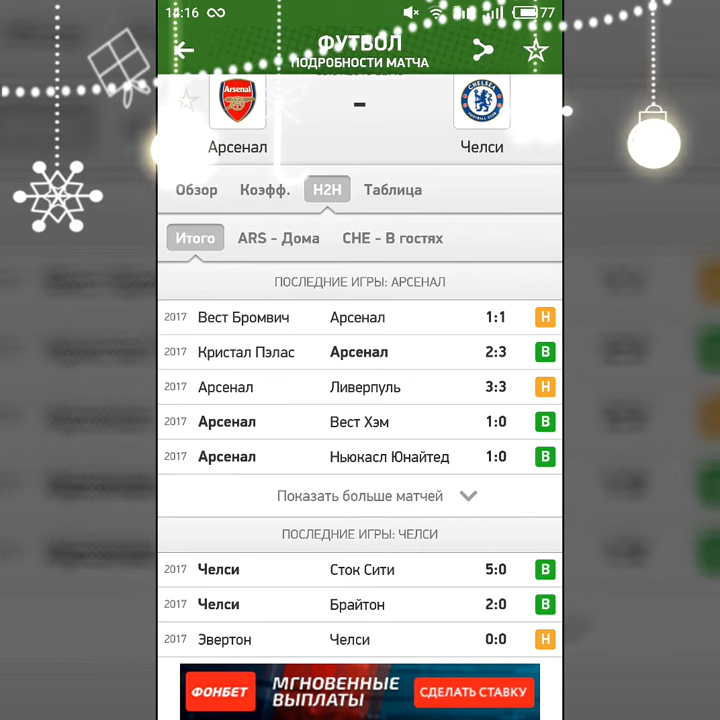 14:16 77
ФУТБОЛ
ПОДРОБНОСТИ МАТЧА
Arsenal
CHELSEA
FOOTBALL CLUB
Арсенал - Челси
Обзор Коэфф. H2H Таблица
Итого ARS - Дома CHE - В гостях
ПОСЛЕДНИЕ ИГРЫ: АРСЕНАЛ
2017 Вест Бромвич Арсенал 1:1 Н
2017 Кристал Пэлас Арсенал 2:3 В
2017 Арсенал Ливерпуль 3:3 Н
2017 Арсенал Вест Хэм 1:0 В
2017 Арсенал Ньюкасл Юнайтед 1:0 В
Показать больше матчей
ПОСЛЕДНИЕ ИГРЫ: ЧЕЛСИ
2017 Челси Сток Сити 5:0 В
2017 Челси Брайтон 2:0 В
2017 Эвертон Челси 0:0 Н
ФОНБЕТ МГНОВЕННЫЕ ВЫПЛАТЫ СДЕЛАТЬ СТАВКУ